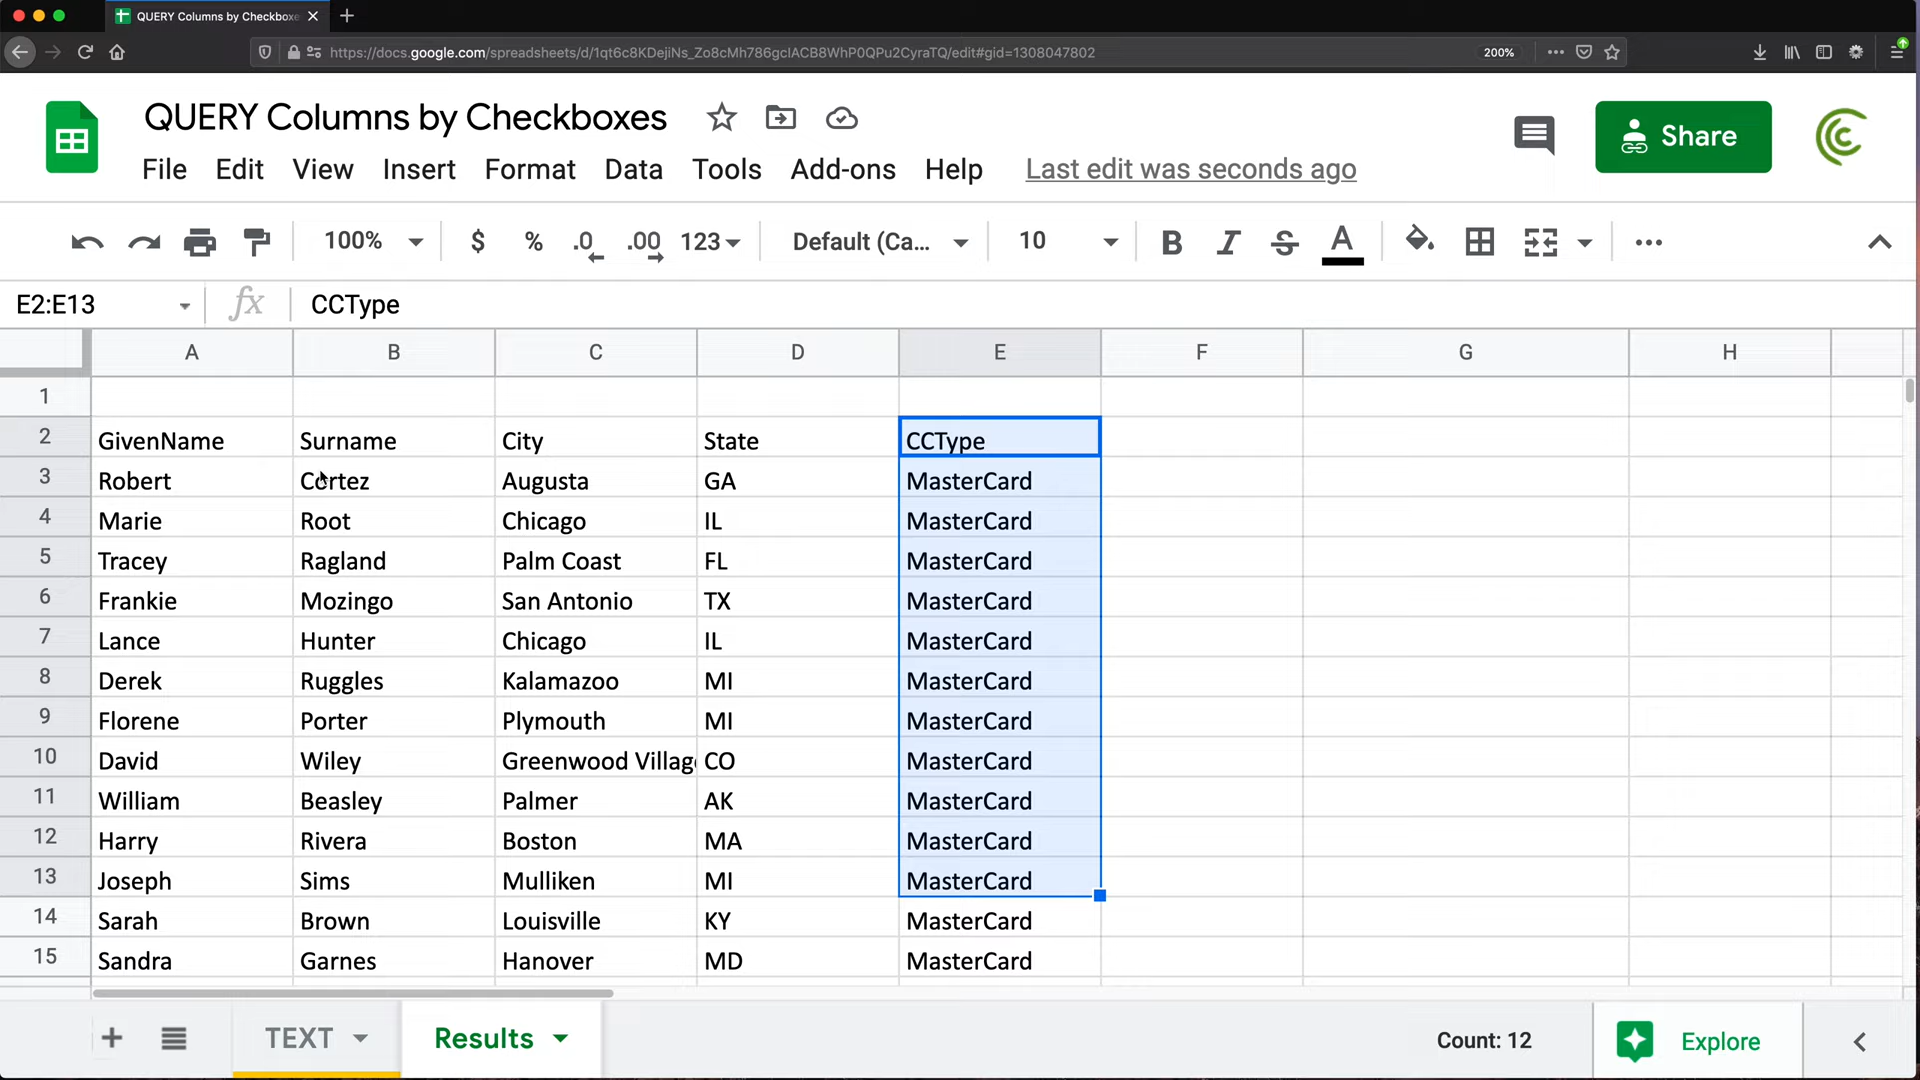 QUERY Columns by Checkboxe
https://docs.google.com/spreadsheets/d/1qt6c8KDejiNs_Zo8cMh786gcIACB8WhP0QPu2CyraTQ/edit#gid=1308047802
200%
QUERY Columns by Checkboxes
Share
File Edit View Insert Format Data Tools Add-ons Help Last edit was seconds ago
100% $ % .0 .00 123 Default (Ca... 10 B I S A
E2:E13 fx CCType
A B C D E F G H
1
2 GivenName Surname City State CCType
3 Robert Cortez Augusta GA MasterCard
4 Marie Root Chicago IL MasterCard
5 Tracey Ragland Palm Coast FL MasterCard
6 Frankie Mozingo San Antonio TX MasterCard
7 Lance Hunter Chicago IL MasterCard
8 Derek Ruggles Kalamazoo MI MasterCard
9 Florene Porter Plymouth MI MasterCard
10 David Wiley Greenwood Village CO MasterCard
11 William Beasley Palmer AK MasterCard
12 Harry Rivera Boston MA MasterCard
13 Joseph Sims Mulliken MI MasterCard
14 Sarah Brown Louisville KY MasterCard
15 Sandra Garnes Hanover MD MasterCard
TEXT Results Count: 12 Explore